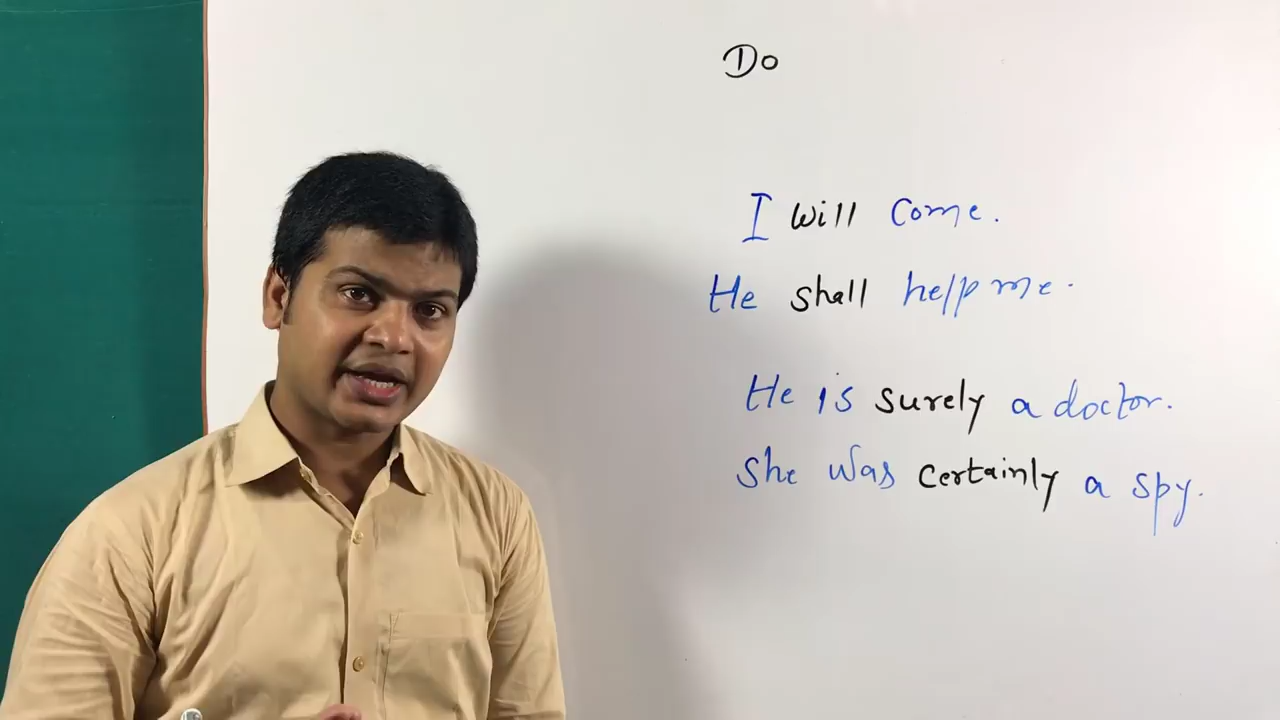 Do
I will come.
He shall help me.
He is surely a doctor.
She was certainly a spy.